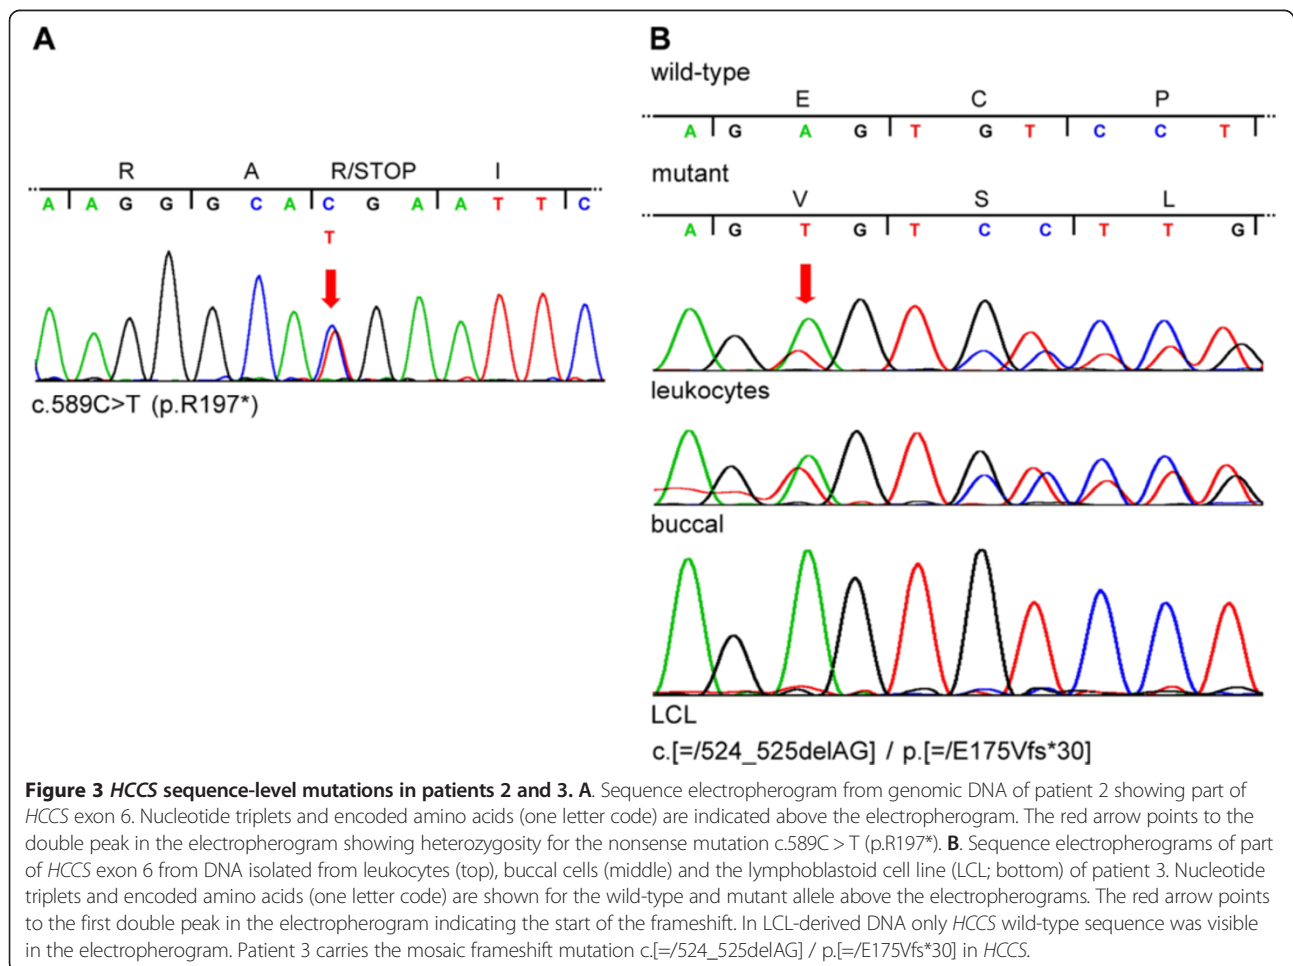 A
R A R/STOP I
A A G G G C A C G A A T T C
T
c.589C>T (p.R197*)
B
wild-type
E C P
A G A G T G T C C T
mutant
V S L
A G T G T C C T T G
leukocytes
buccal
LCL
c.[=/524_525delAG] / p.[=/E175Vfs*30]
Figure 3 HCCS sequence-level mutations in patients 2 and 3. A. Sequence electropherogram from genomic DNA of patient 2 showing part of
HCCS exon 6. Nucleotide triplets and encoded amino acids (one letter code) are indicated above the electropherogram. The red arrow points to the
double peak in the electropherogram showing heterozygosity for the nonsense mutation c.589C > T (p.R197*). B. Sequence electropherograms of part
of HCCS exon 6 from DNA isolated from leukocytes (top), buccal cells (middle) and the lymphoblastoid cell line (LCL; bottom) of patient 3. Nucleotide
triplets and encoded amino acids (one letter code) are shown for the wild-type and mutant allele above the electropherograms. The red arrow points
to the first double peak in the electropherogram indicating the start of the frameshift. In LCL-derived DNA only HCCS wild-type sequence was visible
in the electropherogram. Patient 3 carries the mosaic frameshift mutation c.[=/524_525delAG] / p.[=/E175Vfs*30] in HCCS.